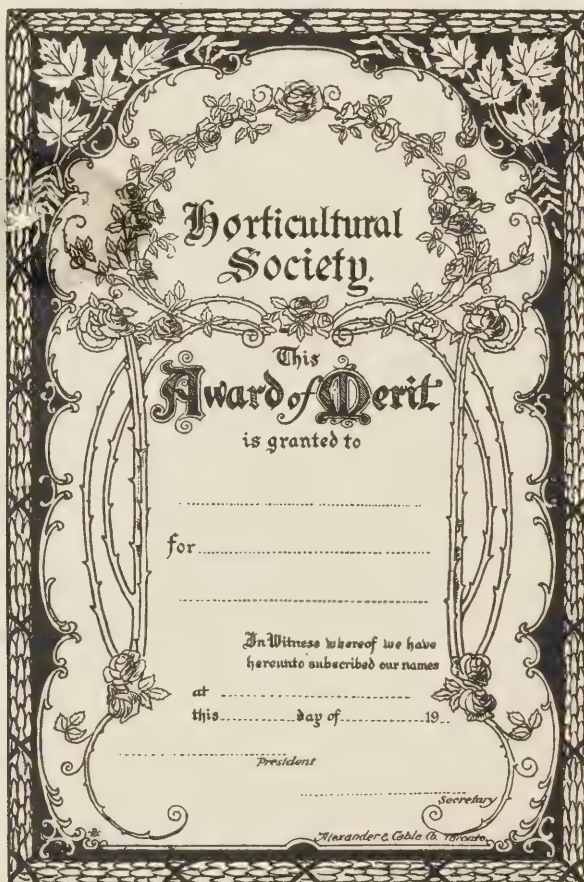 Horticultural
Society.
This
Award of Merit
is granted to
for
In Witness whereof we have
hereunto subscribed our names
at
this day of 19
President
Secretary
Alexander & Cable Co. Toronto.